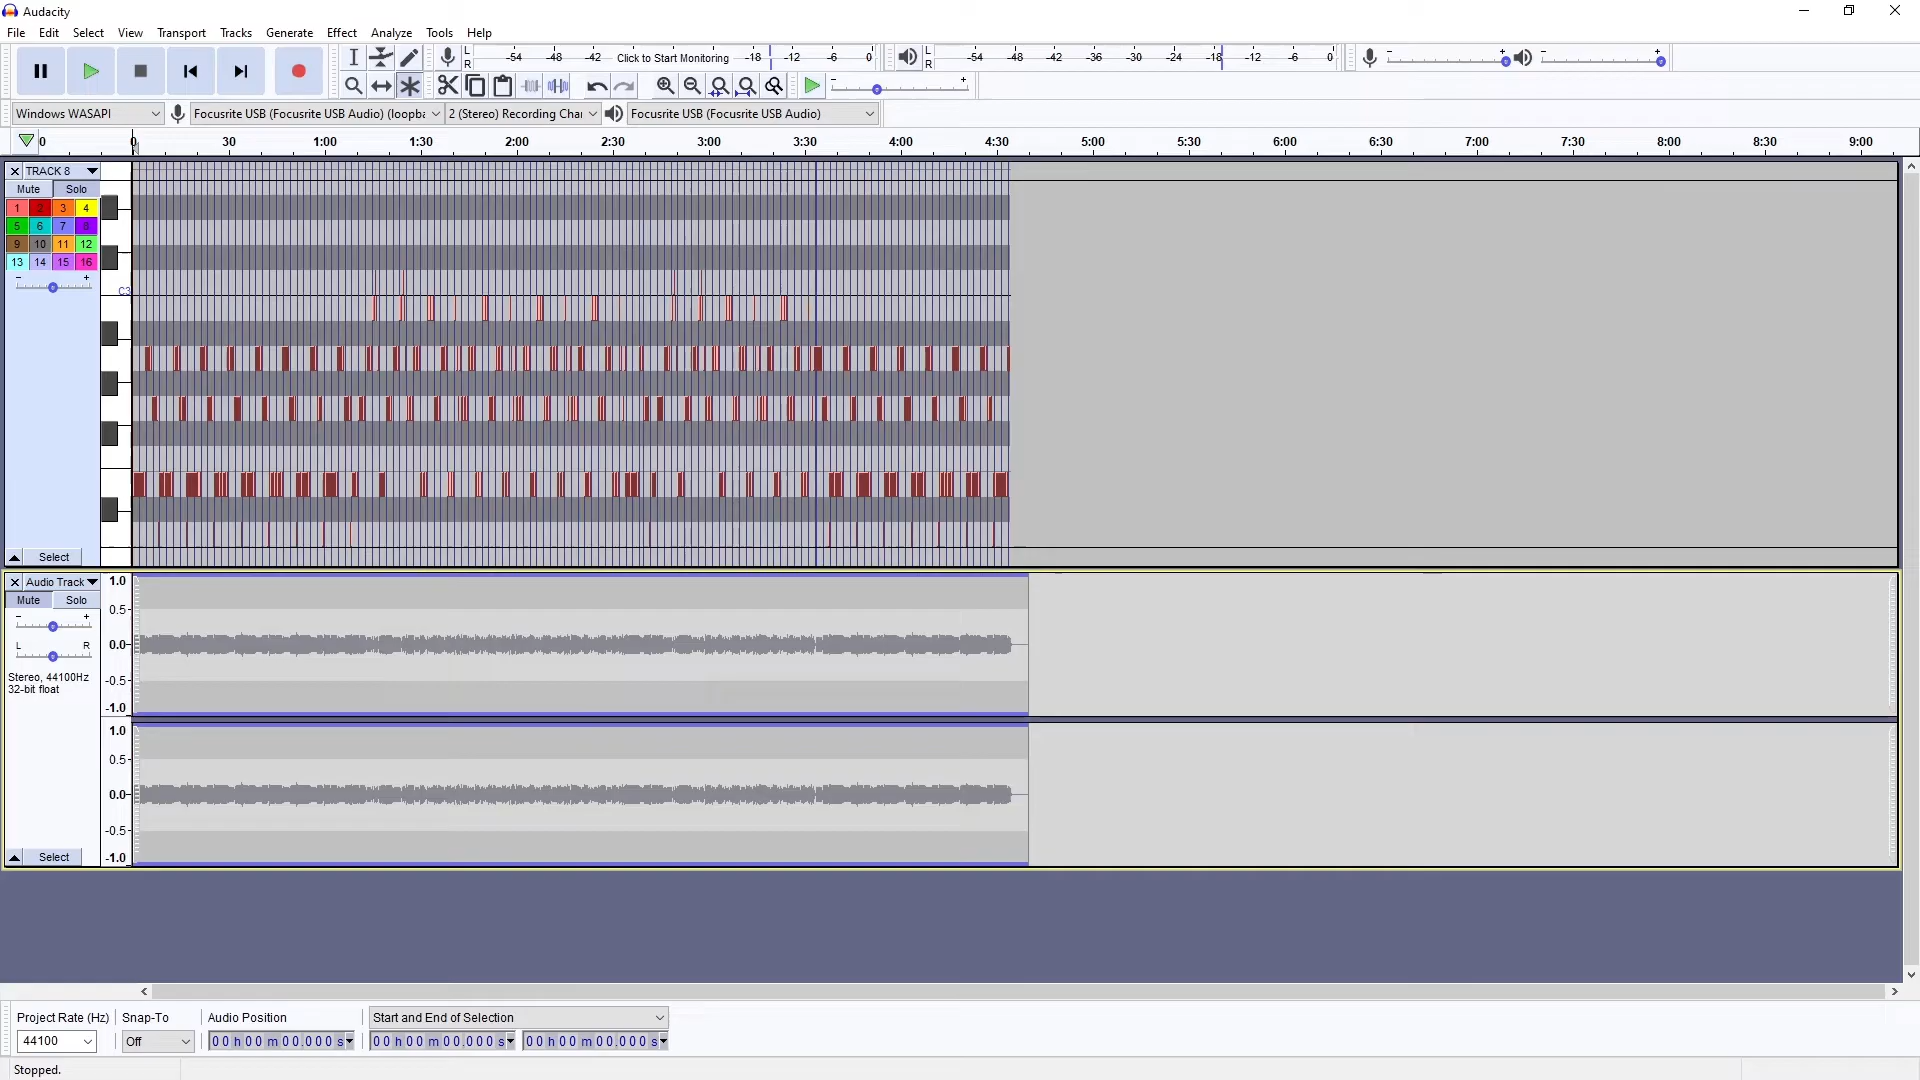 Audacity
File Edit Select View Transport Tracks Generate Effect Analyze Tools Help
L R -54 -48 -42 Click to Start Monitoring -18 -12 -6 0
L R -54 -48 -42 -36 -30 -24 -18 -12 -6 0
- +
- +
- +
Windows WASAPI
Focusrite USB (Focusrite USB Audio) (loopba
2 (Stereo) Recording Char
Focusrite USB (Focusrite USB Audio)
0 0 30 1:00 1:30 2:00 2:30 3:00 3:30 4:00 4:30 5:00 5:30 6:00 6:30 7:00 7:30 8:00 8:30 9:00
TRACK 8
Mute Solo
1 2 3 4
5 6 7 8
9 10 11 12
13 14 15 16
- +
C3
Select
Audio Track
Mute Solo
- +
L R
Stereo, 44100Hz
32-bit float
Select
1.0
0.5
0.0
-0.5
-1.0
1.0
0.5
0.0
-0.5
-1.0
Project Rate (Hz) Snap-To Audio Position Start and End of Selection
44100 Off 00 h 00 m 00.000 s 00 h 00 m 00.000 s 00 h 00 m 00.000 s
Stopped.